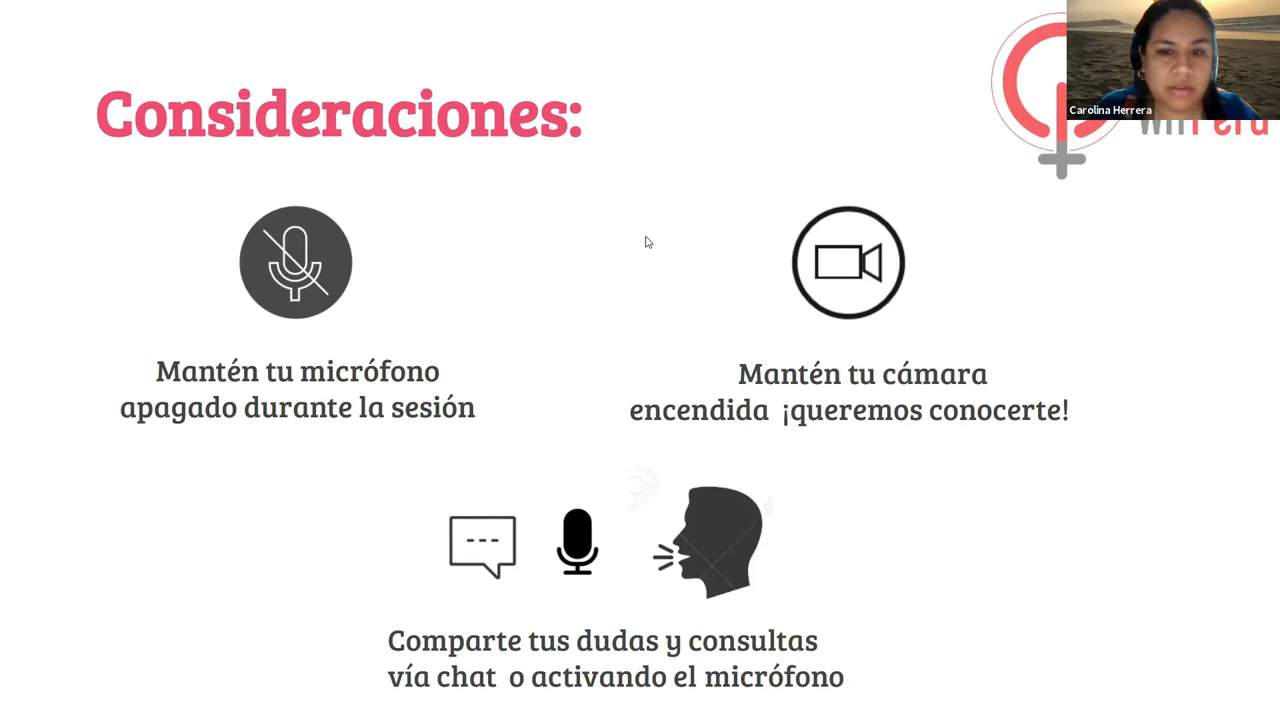 Consideraciones:
Carolina Herrera
Mantén tu micrófono
apagado durante la sesión
Mantén tu cámara
encendida ¡queremos conocerte!
Comparte tus dudas y consultas
vía chat o activando el micrófono